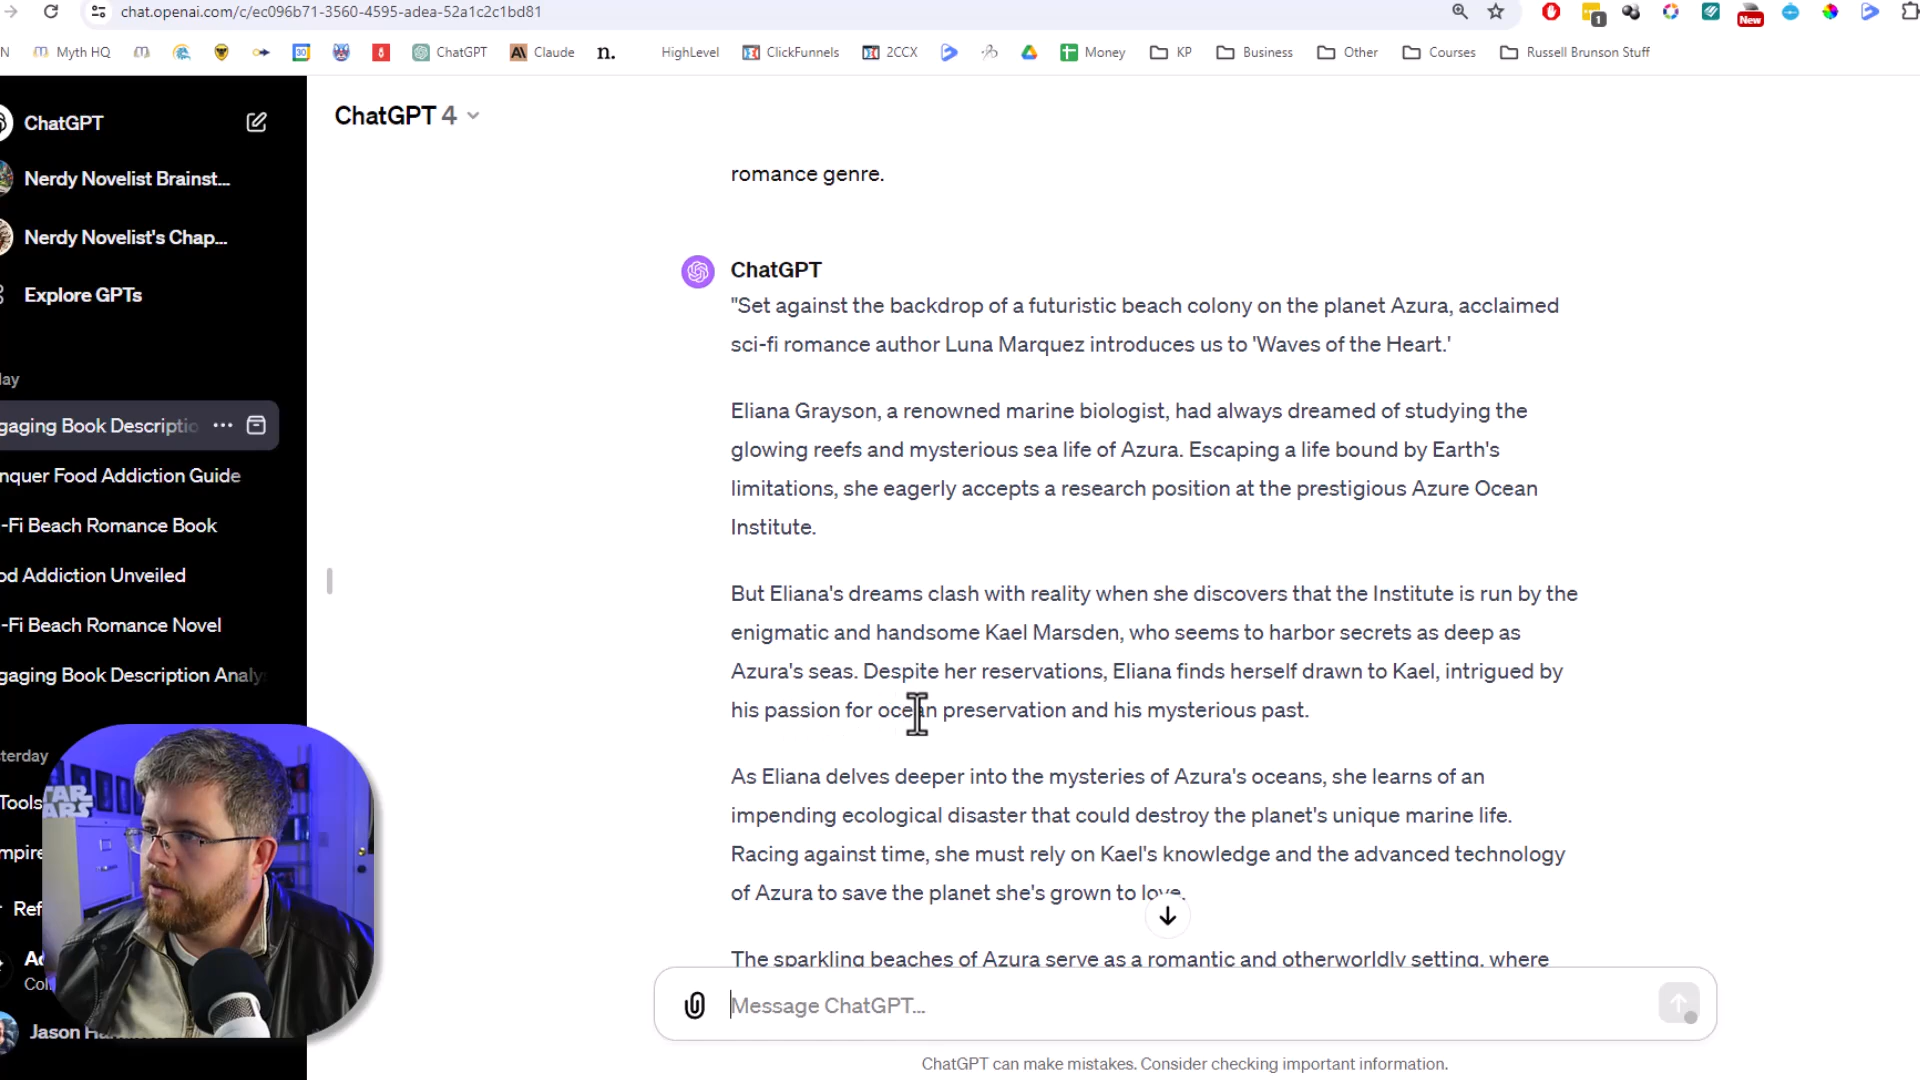 chat.openai.com/c/ec096b71-3560-4595-adea-52a1c2c1bd81
1
New
N
Myth HQ
30
ChatGPT
Claude
n.
HighLevel
ClickFunnels
2CCX
Money
KP
Business
Other
Courses
Russell Brunson Stuff
ChatGPT
Nerdy Novelist Brainst...
Nerdy Novelist's Chap...
Explore GPTs
lay
gaging Book Descriptio
nquer Food Addiction Guide
-Fi Beach Romance Book
od Addiction Unveiled
-Fi Beach Romance Novel
gaging Book Description Analy
sterday
Tools
mpire
Ref
Ad
Col
Jason Ha
TAR
WARS
ChatGPT 4
romance genre.
ChatGPT
"Set against the backdrop of a futuristic beach colony on the planet Azura, acclaimed
sci-fi romance author Luna Marquez introduces us to 'Waves of the Heart.'
Eliana Grayson, a renowned marine biologist, had always dreamed of studying the
glowing reefs and mysterious sea life of Azura. Escaping a life bound by Earth's
limitations, she eagerly accepts a research position at the prestigious Azure Ocean
Institute.
But Eliana's dreams clash with reality when she discovers that the Institute is run by the
enigmatic and handsome Kael Marsden, who seems to harbor secrets as deep as
Azura's seas. Despite her reservations, Eliana finds herself drawn to Kael, intrigued by
his passion for ocean preservation and his mysterious past.
As Eliana delves deeper into the mysteries of Azura's oceans, she learns of an
impending ecological disaster that could destroy the planet's unique marine life.
Racing against time, she must rely on Kael's knowledge and the advanced technology
of Azura to save the planet she's grown to love.
The sparkling beaches of Azura serve as a romantic and otherworldly setting, where
Message ChatGPT...
ChatGPT can make mistakes. Consider checking important information.